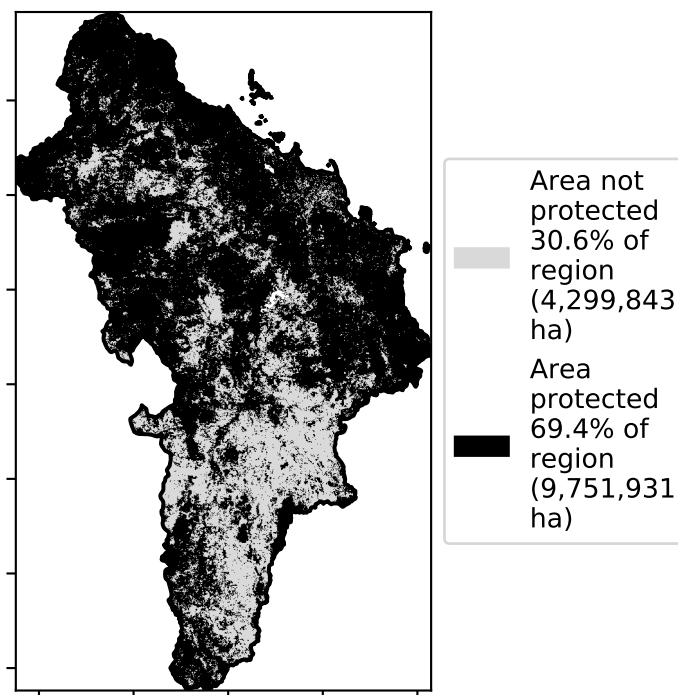 Area not
protected
30.6% of
region
(4,299,843
ha)
Area
protected
69.4% of
region
(9,751,931
ha)